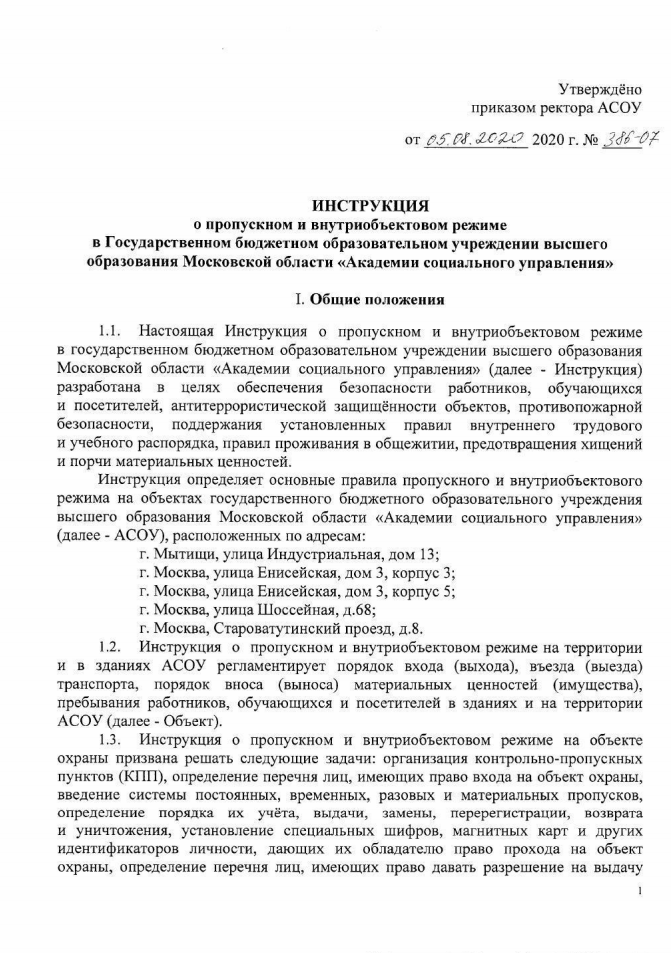 Утверждёно
приказом ректора АСОУ
от 05.08.2020 2020 г. № 386-07
ИНСТРУКЦИЯ
о пропускном и внутриобъектовом режиме
в Государственном бюджетном образовательном учреждении высшего
образования Московской области «Академии социального управления»
I. Общие положения
1.1. Настоящая Инструкция о пропускном и внутриобъектовом режиме
в государственном бюджетном образовательном учреждении высшего образования
Московской области «Академии социального управления» (далее - Инструкция)
разработана в целях обеспечения безопасности работников, обучающихся
и посетителей, антитеррористической защищённости объектов, противопожарной
безопасности, поддержания установленных правил внутреннего трудового
и учебного распорядка, правил проживания в общежитии, предотвращения хищений
и порчи материальных ценностей.
Инструкция определяет основные правила пропускного и внутриобъектового
режима на объектах государственного бюджетного образовательного учреждения
высшего образования Московской области «Академии социального управления»
(далее - АСОУ), расположенных по адресам:
г. Мытищи, улица Индустриальная, дом 13;
г. Москва, улица Енисейская, дом 3, корпус 3;
г. Москва, улица Енисейская, дом 3, корпус 5;
г. Москва, улица Шоссейная, д.68;
г. Москва, Староватутинский проезд, д.8.
1.2. Инструкция о пропускном и внутриобъектовом режиме на территории
и в зданиях АСОУ регламентирует порядок входа (выхода), въезда (выезда)
транспорта, порядок вноса (выноса) материальных ценностей (имущества),
пребывания работников, обучающихся и посетителей в зданиях и на территории
АСОУ (далее - Объект).
1.3. Инструкция о пропускном и внутриобъектовом режиме на объекте
охраны призвана решать следующие задачи: организация контрольно-пропускных
пунктов (КПП), определение перечня лиц, имеющих право входа на объект охраны,
введение системы постоянных, временных, разовых и материальных пропусков,
определение порядка их учёта, выдачи, замены, перерегистрации, возврата
и уничтожения, установление специальных шифров, магнитных карт и других
идентификаторов личности, дающих их обладателю право прохода на объект
охраны, определение перечня лиц, имеющих право давать разрешение на выдачу
1